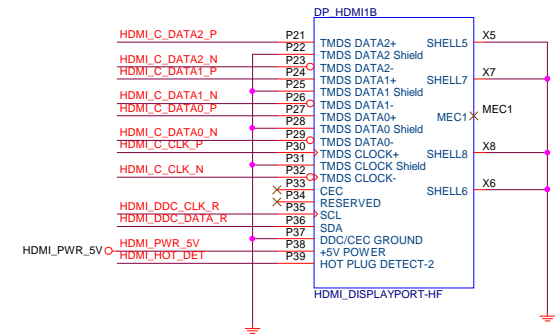 DP_HDMI1B
HDMI_C_DATA2_P P21 TMDS DATA2+ SHELL5 X5
P22 TMDS DATA2 Shield
HDMI_C_DATA2_N P23 TMDS DATA2-
HDMI_C_DATA1_P P24 TMDS DATA1+ SHELL7 X7
P25 TMDS DATA1 Shield
HDMI_C_DATA1_N P26 TMDS DATA1-
HDMI_C_DATA0_P P27 TMDS DATA0+ MEC1 MEC1
P28 TMDS DATA0 Shield
HDMI_C_DATA0_N P29 TMDS DATA0-
HDMI_C_CLK_P P30 TMDS CLOCK+ SHELL8 X8
P31 TMDS CLOCK Shield
HDMI_C_CLK_N P32 TMDS CLOCK-
P33 CEC SHELL6 X6
P34 RESERVED
HDMI_DDC_CLK_R P35 SCL
HDMI_DDC_DATA_R P36 SDA
P37 DDC/CEC GROUND
HDMI_PWR_5V HDMI_PWR_5V P38 +5V POWER
HDMI_HOT_DET P39 HOT PLUG DETECT-2
HDMI_DISPLAYPORT-HF